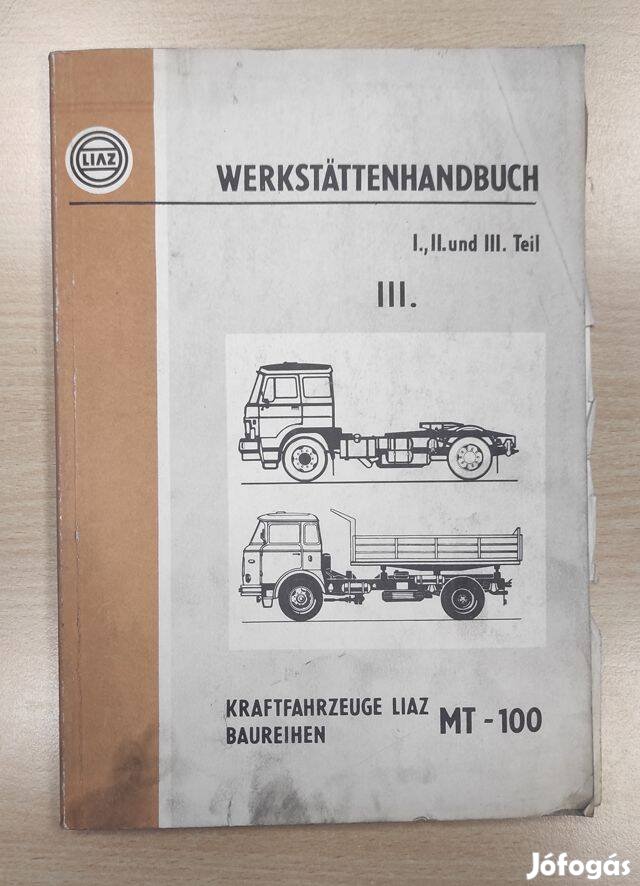 LIAZ
WERKSTÄTTENHANDBUCH
I., II. und III. Teil
III.
KRAFTFAHRZEUGE LIAZ
BAUREIHEN
MT - 100
Jófogás